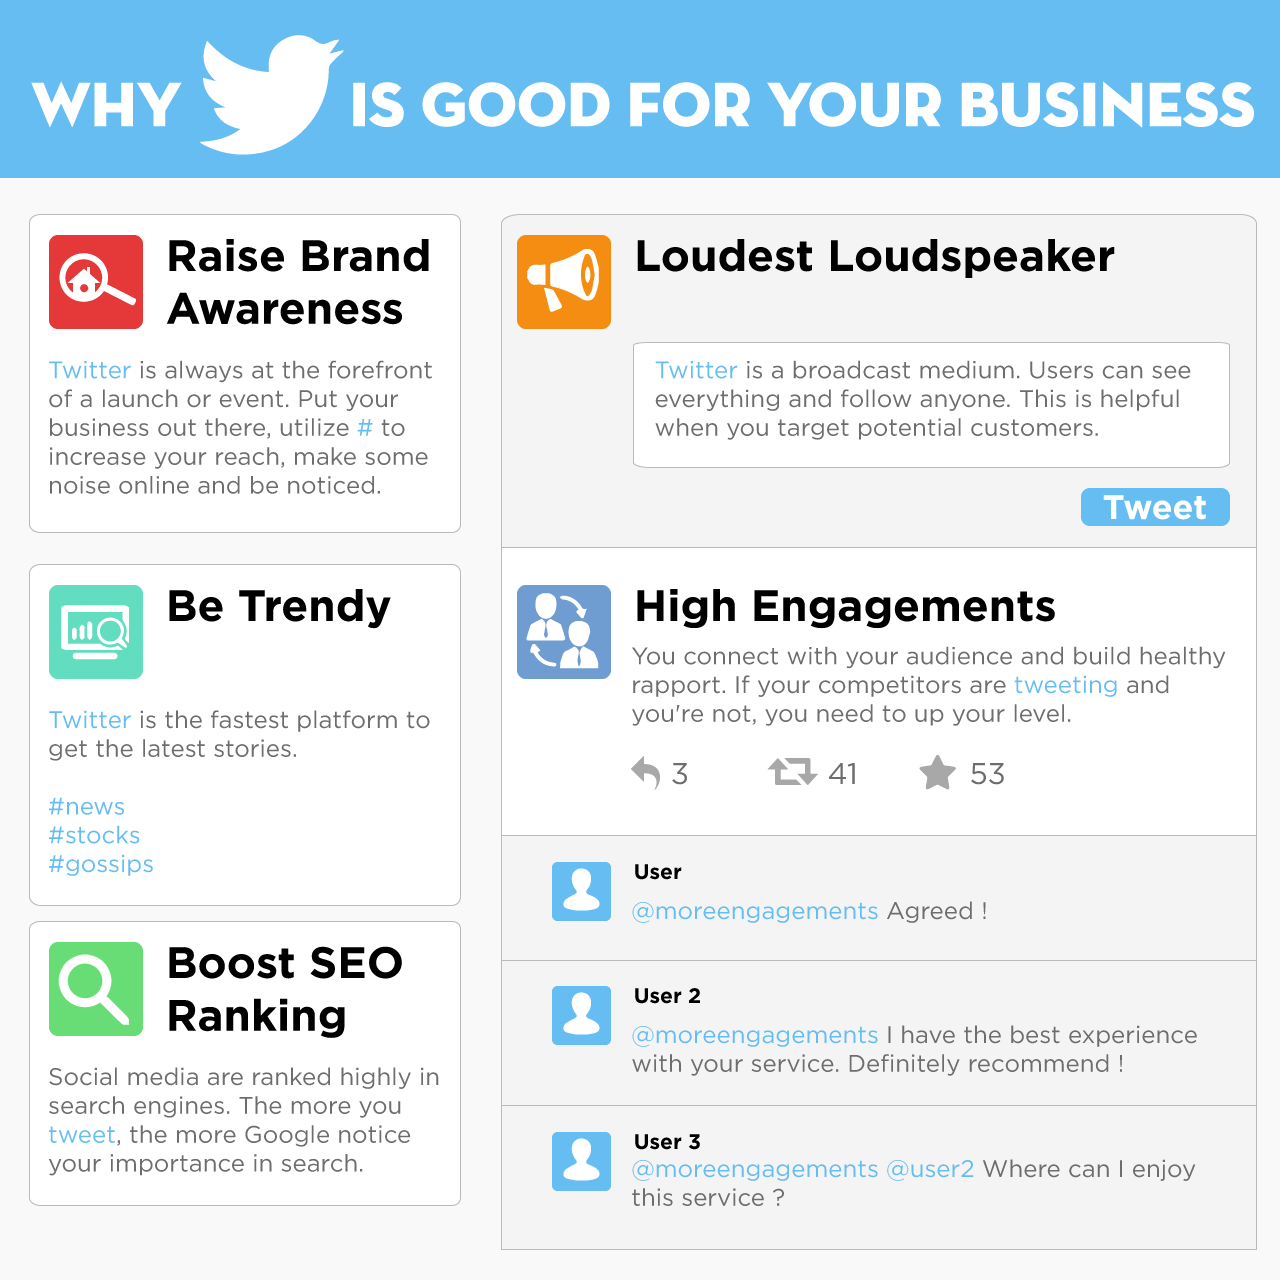 WHY IS GOOD FOR YOUR BUSINESS
Raise Brand
Awareness
Twitter is always at the forefront
of a launch or event. Put your
business out there, utilize # to
increase your reach, make some
noise online and be noticed.
Be Trendy
Twitter is the fastest platform to
get the latest stories.
#news
#stocks
#gossips
Boost SEO
Ranking
Social media are ranked highly in
search engines. The more you
tweet, the more Google notice
your importance in search.
Loudest Loudspeaker
Twitter is a broadcast medium. Users can see
everything and follow anyone. This is helpful
when you target potential customers.
Tweet
High Engagements
You connect with your audience and build healthy
rapport. If your competitors are tweeting and
you're not, you need to up your level.
3 41 53
User
@moreengagements Agreed !
User 2
@moreengagements I have the best experience
with your service. Definitely recommend !
User 3
@moreengagements @user2 Where can I enjoy
this service ?